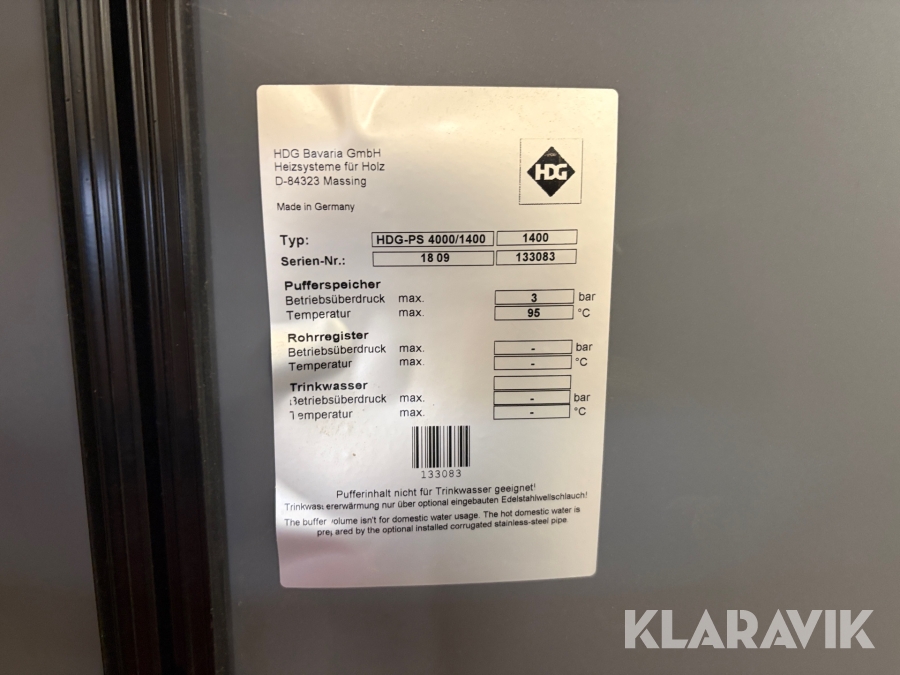 HDG Bavaria GmbH
Heizsysteme für Holz
D-84323 Massing
HDG
Made in Germany
Typ: HDG-PS 4000/1400 1400
Serien-Nr.: 18 09 133083
Pufferspeicher
Betriebsüberdruck max. 3 bar
Temperatur max. 95 °C
Rohrregister
Betriebsüberdruck max. - bar
Temperatur max. - °C
Trinkwasser
Betriebsüberdruck max. - bar
Temperatur max. - °C
133083
Pufferinhalt nicht für Trinkwasser geeignet!
Trinkwassererwärmung nur über optional eingebauten Edelstahlwellschlauch!
The buffer volume isn't for domestic water usage. The hot domestic water is
prepared by the optional installed corrugated stainless-steel pipe
KLARAVIK